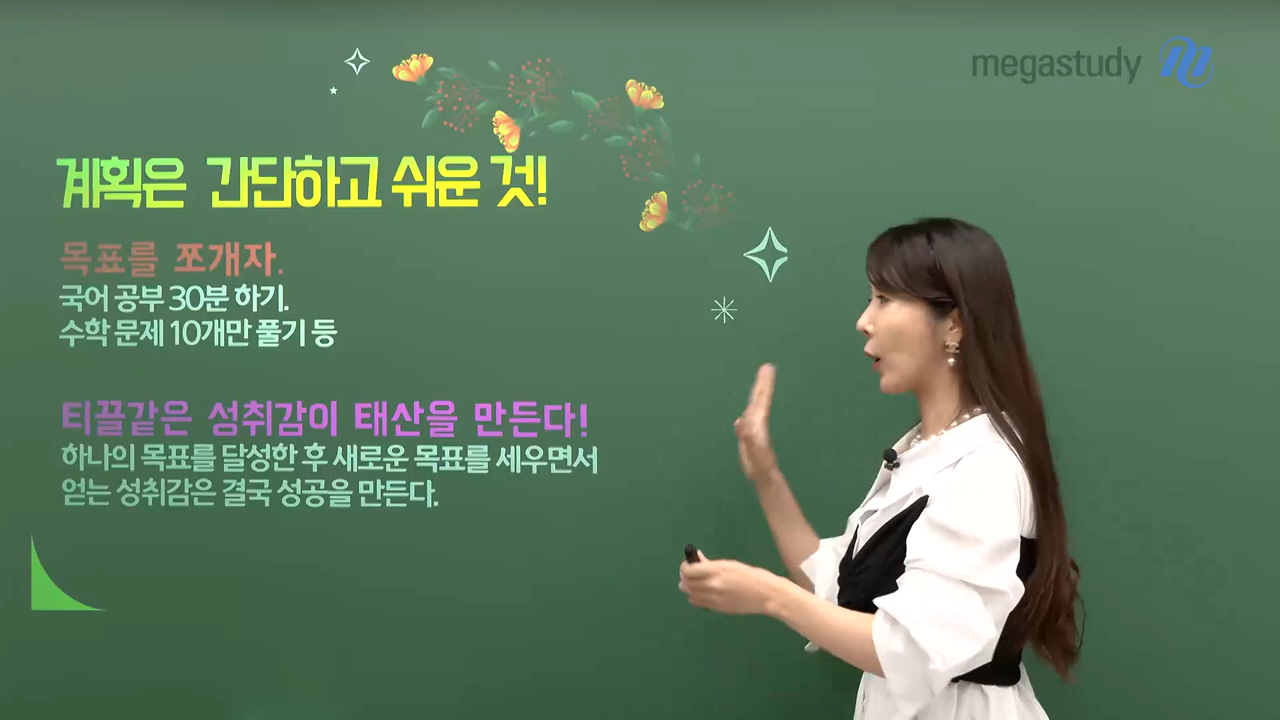 megastudy
계획은 간단하고 쉬운 것!
목표를 쪼개자.
국어 공부 30분 하기.
수학 문제 10개만 풀기 등
티끌같은 성취감이 태산을 만든다!
하나의 목표를 달성한 후 새로운 목표를 세우면서
얻는 성취감은 결국 성공을 만든다.